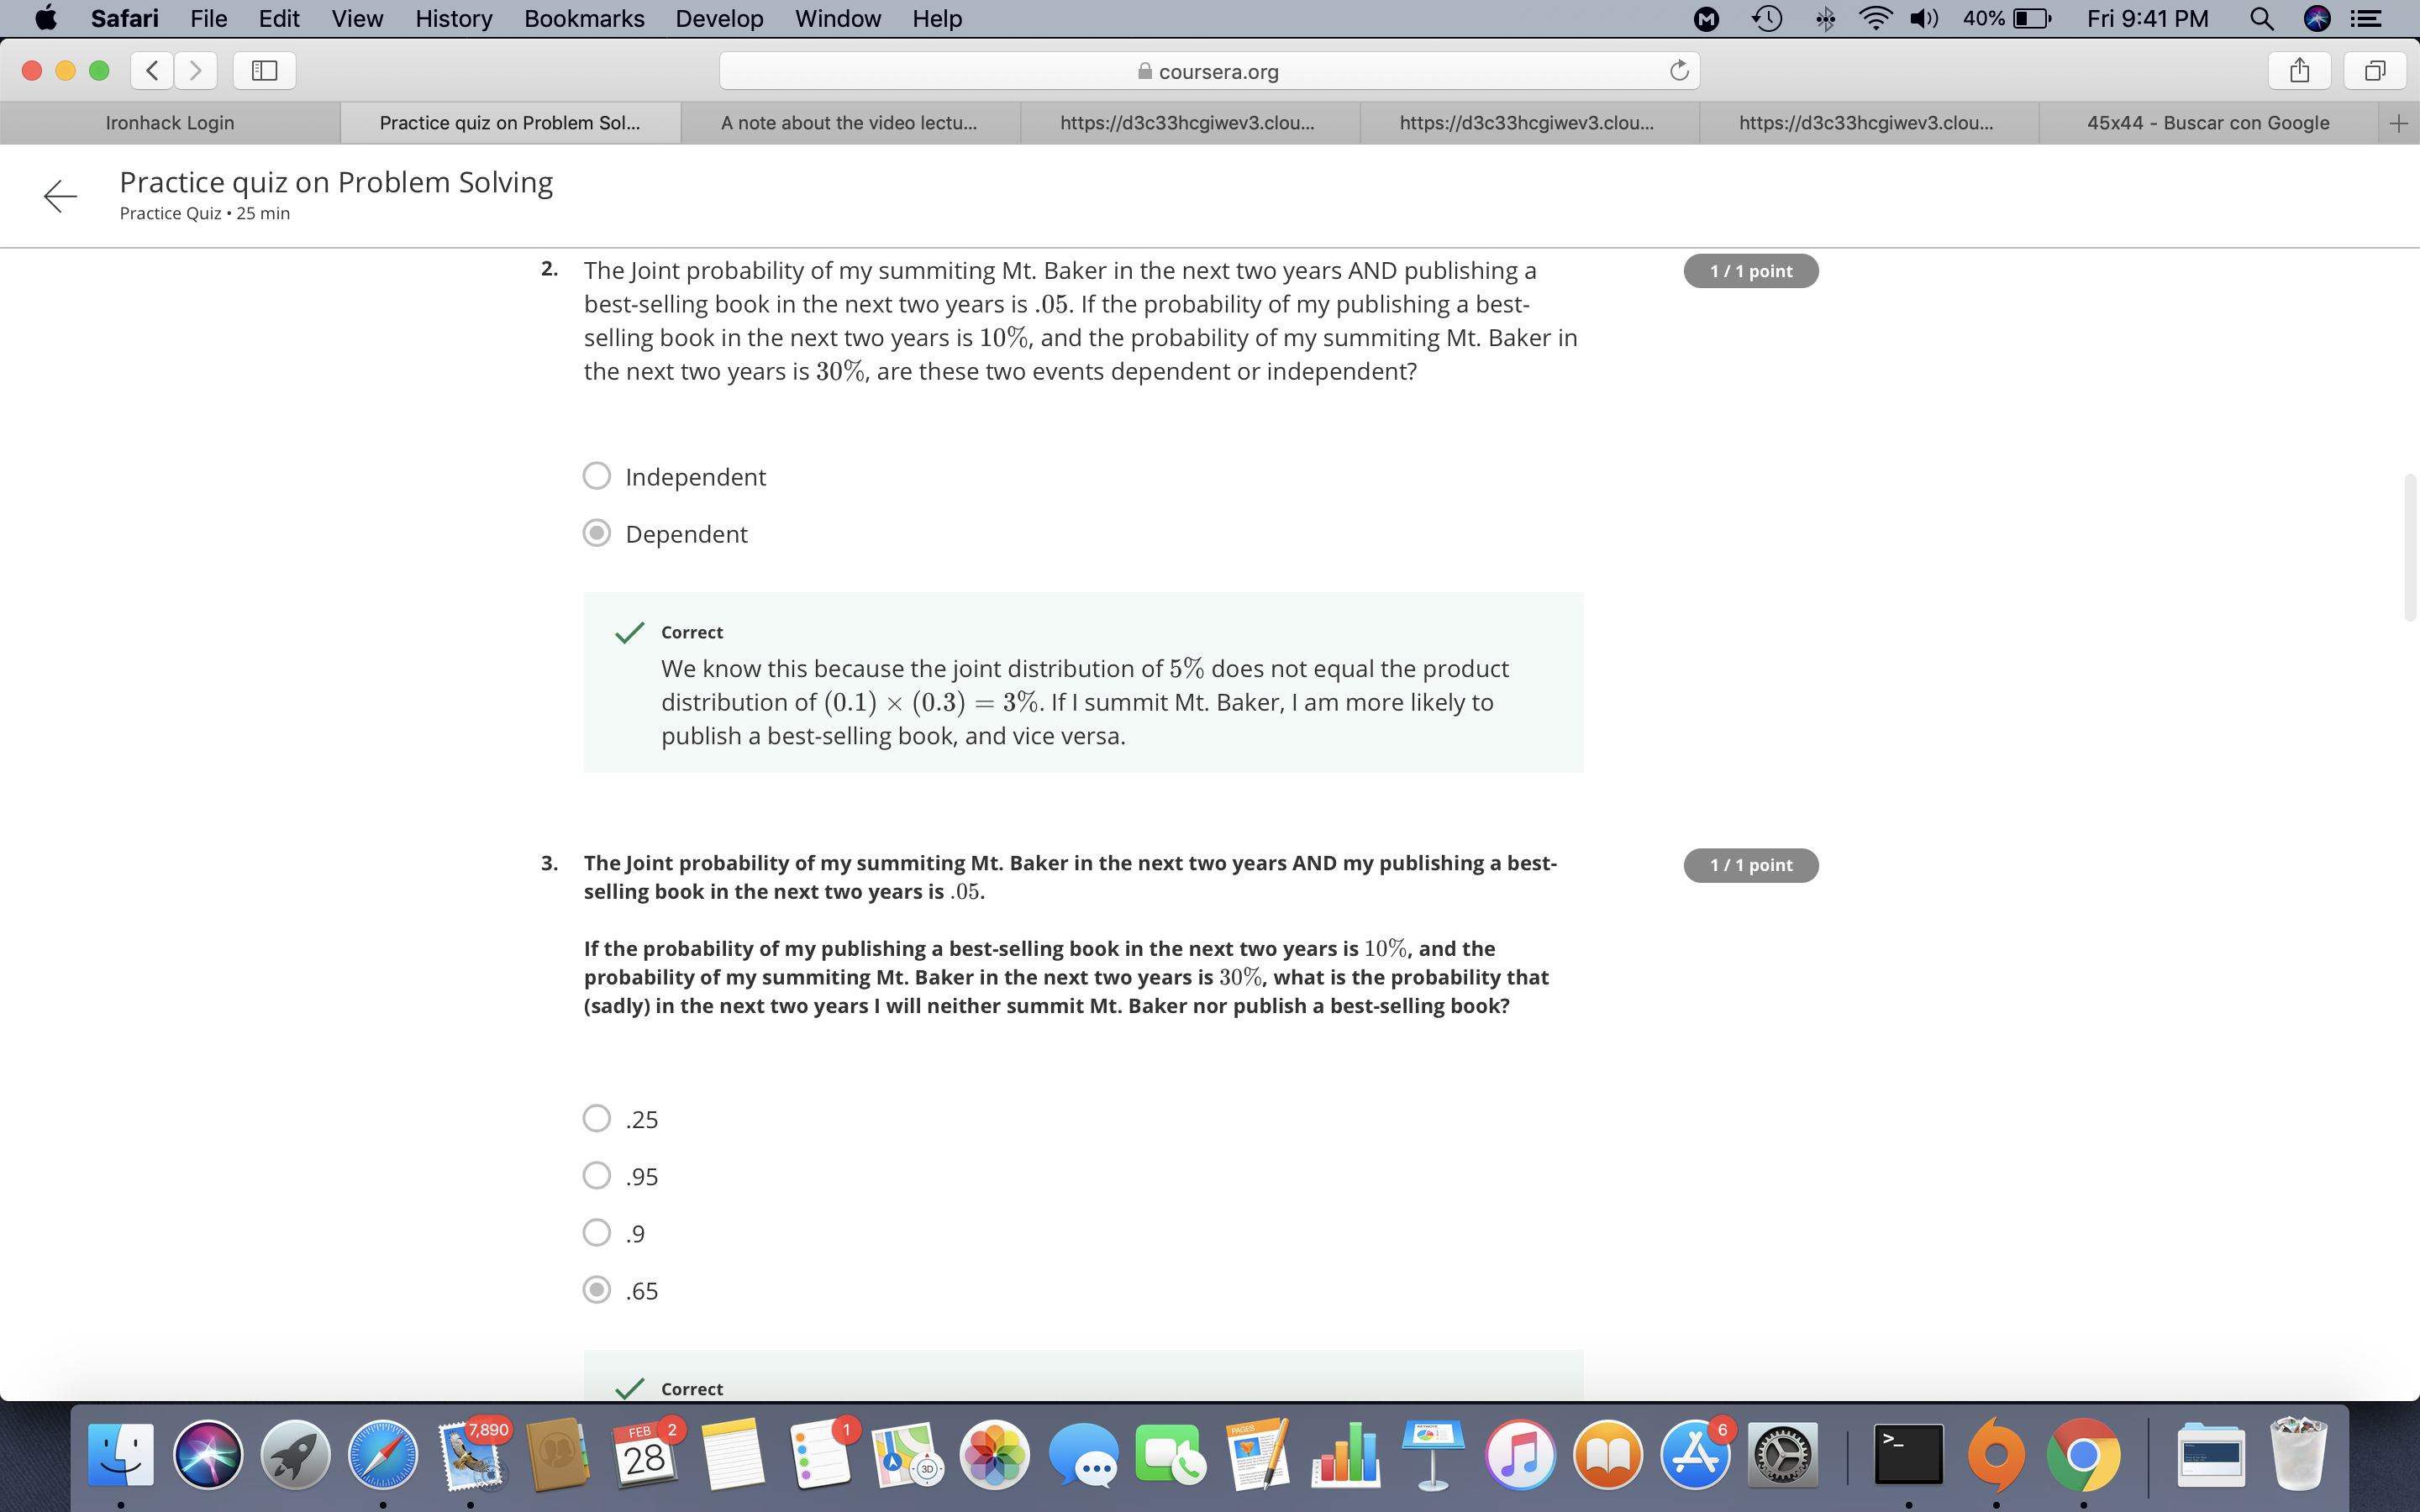 Safari File Edit View History Bookmarks Develop Window Help 40% Fri 9:41 PM
coursera.org
Ironhack Login
Practice quiz on Problem Sol...
A note about the video lectu...
https://d3c33hcgiwev3.clou...
https://d3c33hcgiwev3.clou...
https://d3c33hcgiwev3.clou...
45x44 - Buscar con Google
Practice quiz on Problem Solving
Practice Quiz • 25 min
2. The Joint probability of my summiting Mt. Baker in the next two years AND publishing a
1 / 1 point
best-selling book in the next two years is .05. If the probability of my publishing a best-
selling book in the next two years is 10%, and the probability of my summiting Mt. Baker in
the next two years is 30%, are these two events dependent or independent?
Independent
Dependent
Correct
We know this because the joint distribution of 5% does not equal the product
distribution of (0.1) × (0.3) = 3%. If I summit Mt. Baker, I am more likely to
publish a best-selling book, and vice versa.
3. The Joint probability of my summiting Mt. Baker in the next two years AND my publishing a best-
1 / 1 point
selling book in the next two years is .05.
If the probability of my publishing a best-selling book in the next two years is 10%, and the
probability of my summiting Mt. Baker in the next two years is 30%, what is the probability that
(sadly) in the next two years I will neither summit Mt. Baker nor publish a best-selling book?
.25
.95
.9
.65
Correct
7,890
FEB
2
28
1
3D
PAGES
6
>_